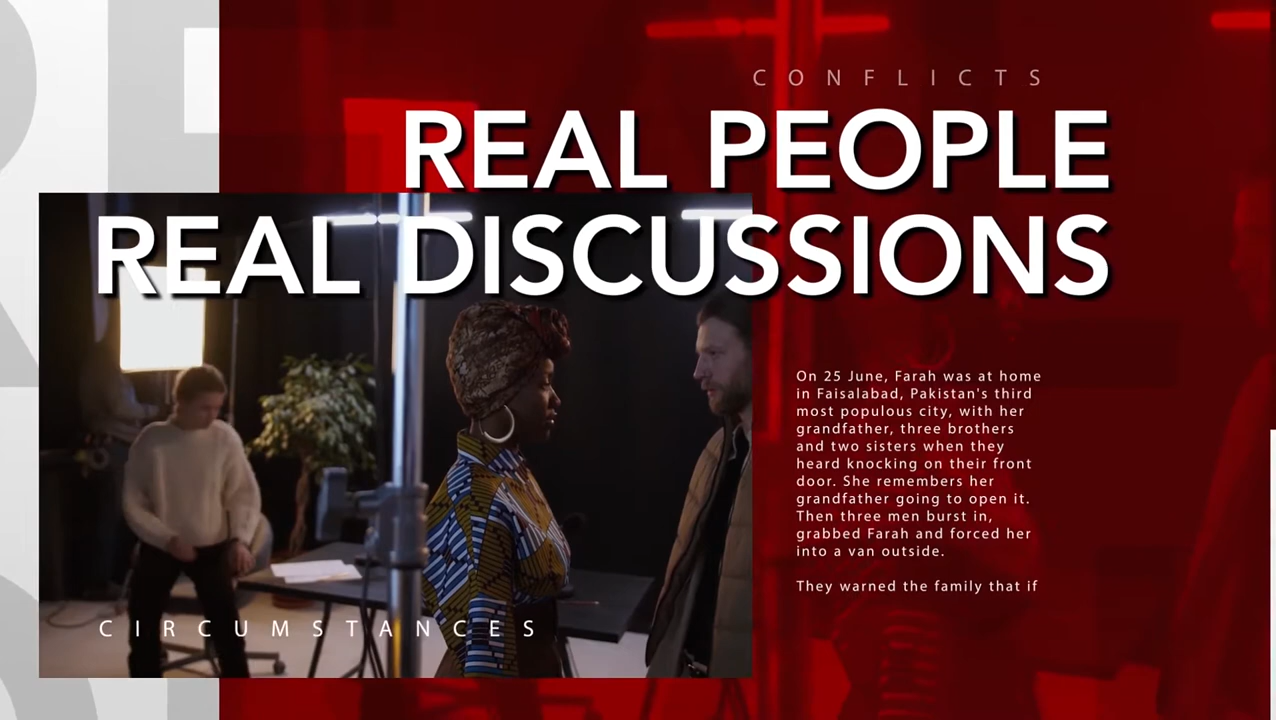 CONFLICTS
REAL PEOPLE
REAL DISCUSSIONS
On 25 June, Farah was at home
in Faisalabad, Pakistan's third
most populous city, with her
grandfather, three brothers
and two sisters when they
heard knocking on their front
door. She remembers her
grandfather going to open it.
Then three men burst in,
grabbed Farah and forced her
into a van outside.
They warned the family that if
CIRCUMSTANCES